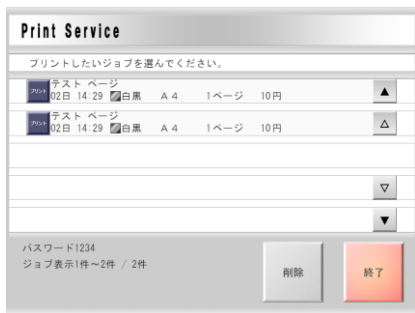 Print Service
プリントしたいジョブを選んでください。
プリント テスト ページ
02日 14:29 白黒 A4 1ページ 10円
▲
プリント テスト ページ
02日 14:29 白黒 A4 1ページ 10円
△
▽
▼
パスワード1234
ジョブ表示1件～2件 / 2件
削除
終了